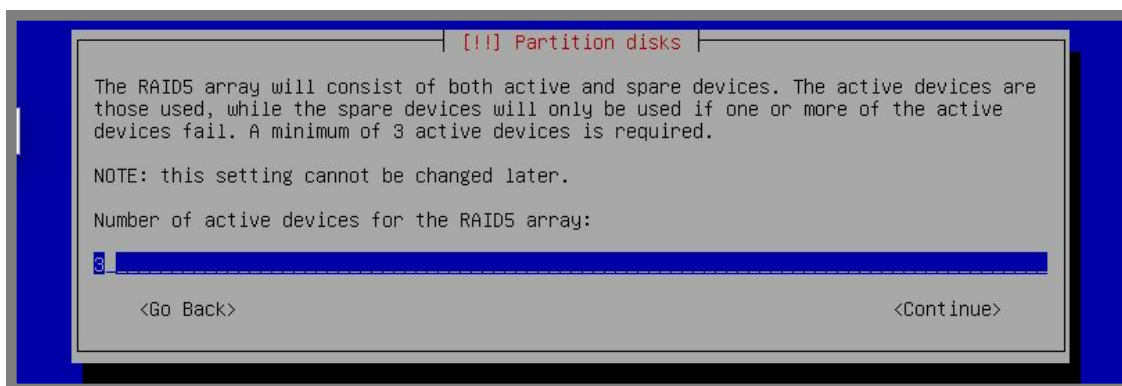 [!!] Partition disks
The RAID5 array will consist of both active and spare devices. The active devices are
those used, while the spare devices will only be used if one or more of the active
devices fail. A minimum of 3 active devices is required.
NOTE: this setting cannot be changed later.
Number of active devices for the RAID5 array:
3
<Go Back> <Continue>